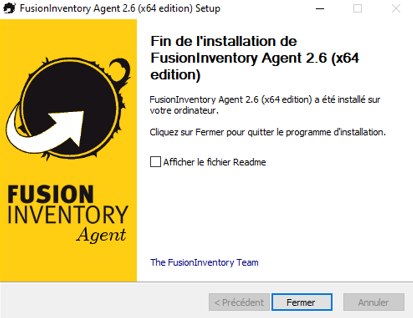 FusionInventory Agent 2.6 (x64 edition) Setup
Fin de l'installation de
FusionInventory Agent 2.6 (x64
edition)
FusionInventory Agent 2.6 (x64 edition) a été installé sur
votre ordinateur.
Cliquez sur Fermer pour quitter le programme d'installation.
Afficher le fichier Readme
FUSION
INVENTORY
Agent
The FusionInventory Team
< Précédent
Fermer
Annuler